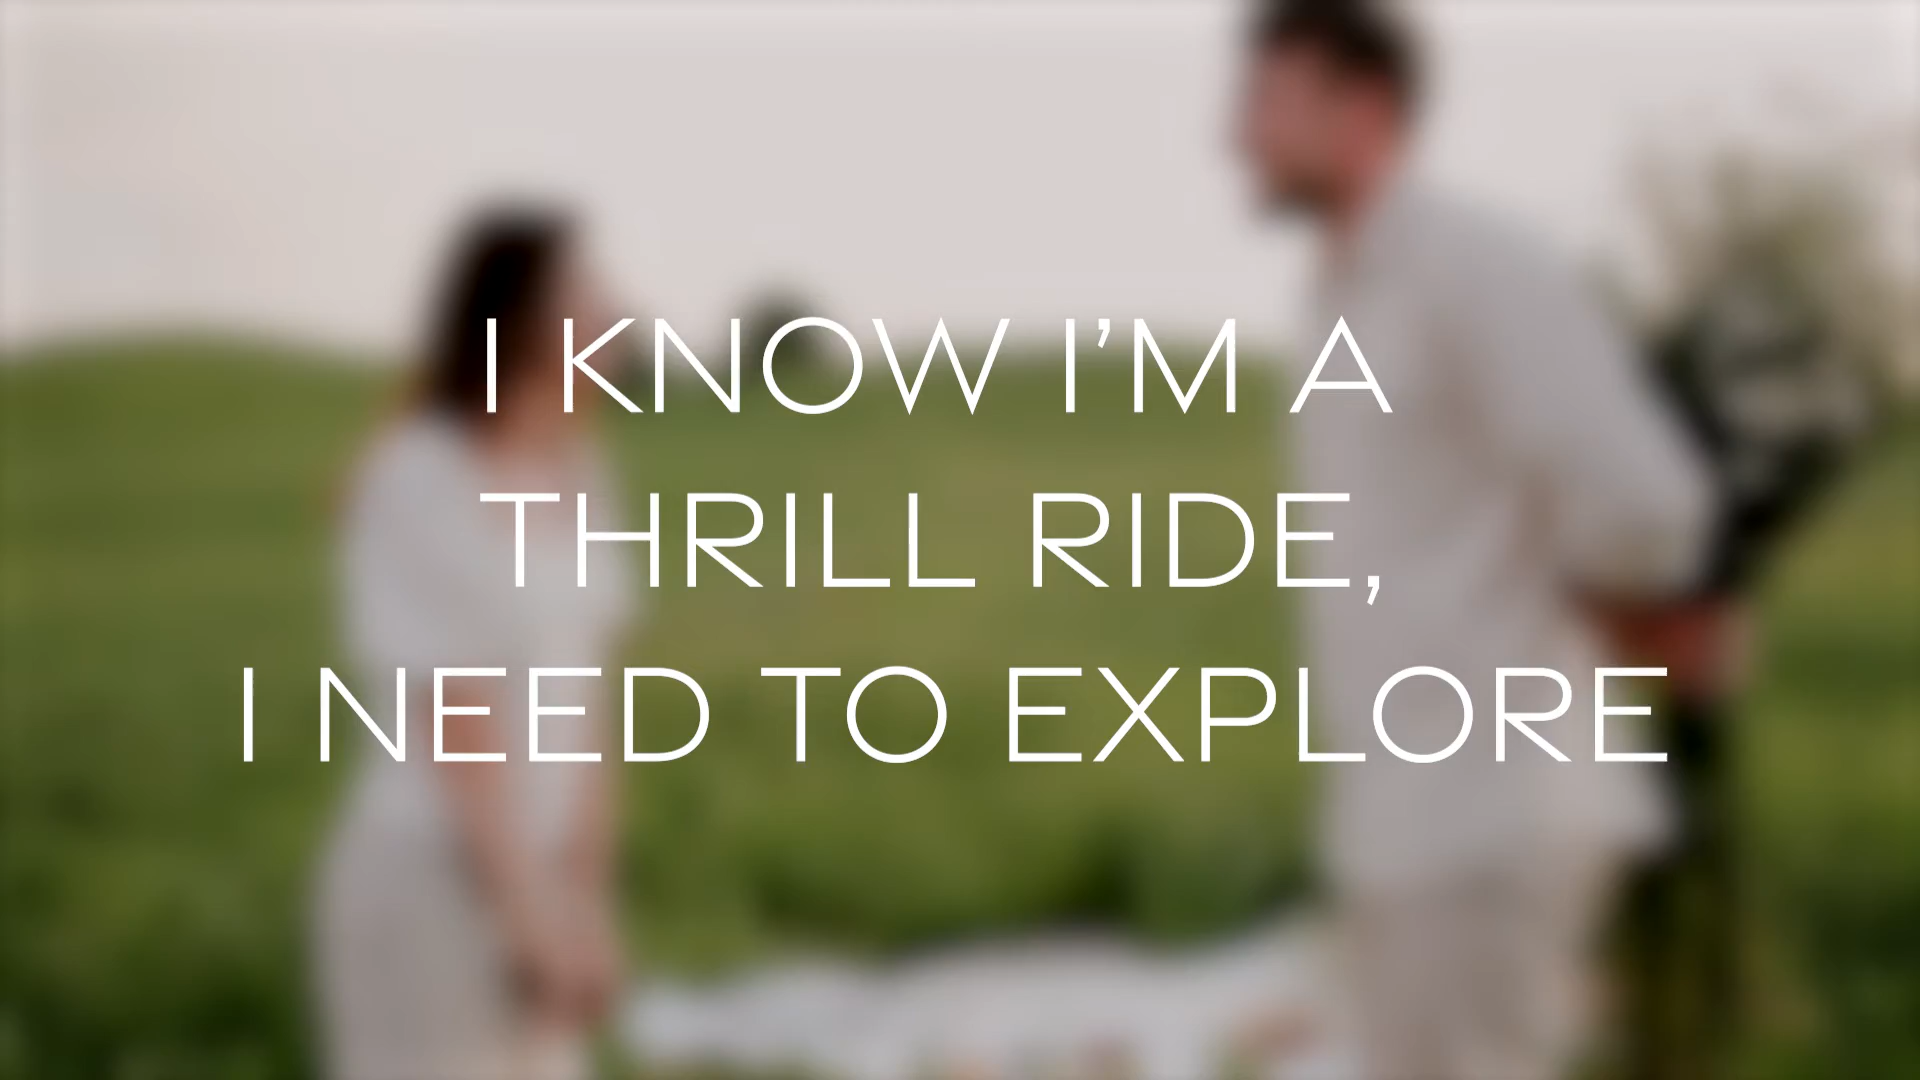 I KNOW I’M A
THRILL RIDE,
I NEED TO EXPLORE